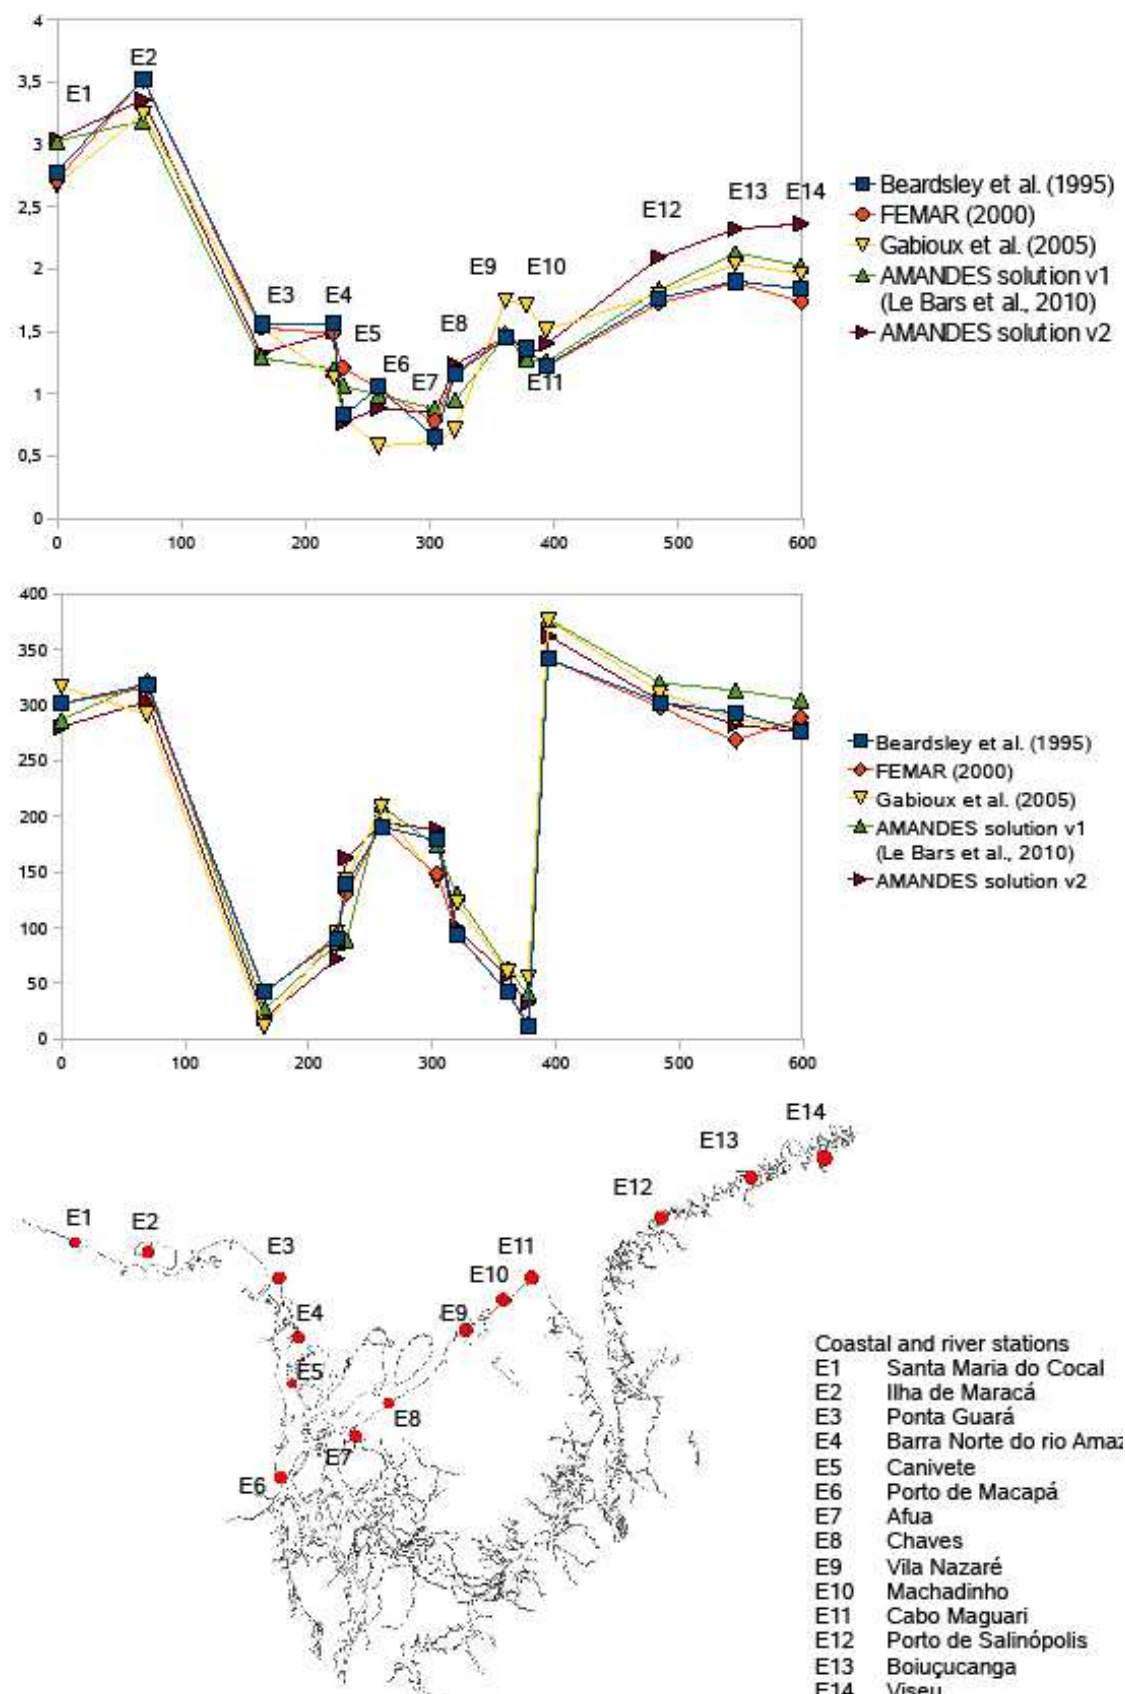 4
3,5
3
2,5
2
1,5
1
0,5
0
0 100 200 300 400 500 600
E1
E2
E3
E4
E5
E6
E7
E8
E9
E10
E11
E12
E13
E14
Beardsley et al. (1995)
FEMAR (2000)
Gabioux et al. (2005)
AMANDES solution v1
(Le Bars et al., 2010)
AMANDES solution v2
400
350
300
250
200
150
100
50
0
0 100 200 300 400 500 600
Beardsley et al. (1995)
FEMAR (2000)
Gabioux et al. (2005)
AMANDES solution v1
(Le Bars et al., 2010)
AMANDES solution v2
E1
E2
E3
E4
E5
E6
E7
E8
E9
E10
E11
E12
E13
E14
Coastal and river stations
E1 Santa Maria do Cocal
E2 Ilha de Maracá
E3 Ponta Guará
E4 Barra Norte do rio Amaz
E5 Canivete
E6 Porto de Macapá
E7 Afua
E8 Chaves
E9 Vila Nazaré
E10 Machadinho
E11 Cabo Maguari
E12 Porto de Salinópolis
E13 Boiuçucanga
E14 Viseu